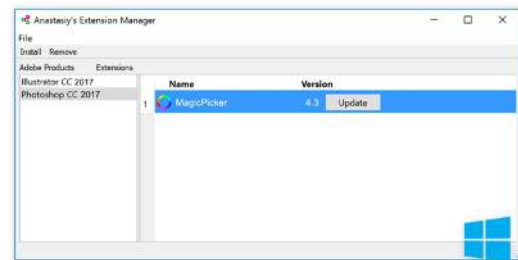 Anastasiy's Extension Manager
File
Install Remove
Adobe Products Extensions
Illustrator CC 2017
Photoshop CC 2017
Name Version
1 MagicPicker 4.3 Update